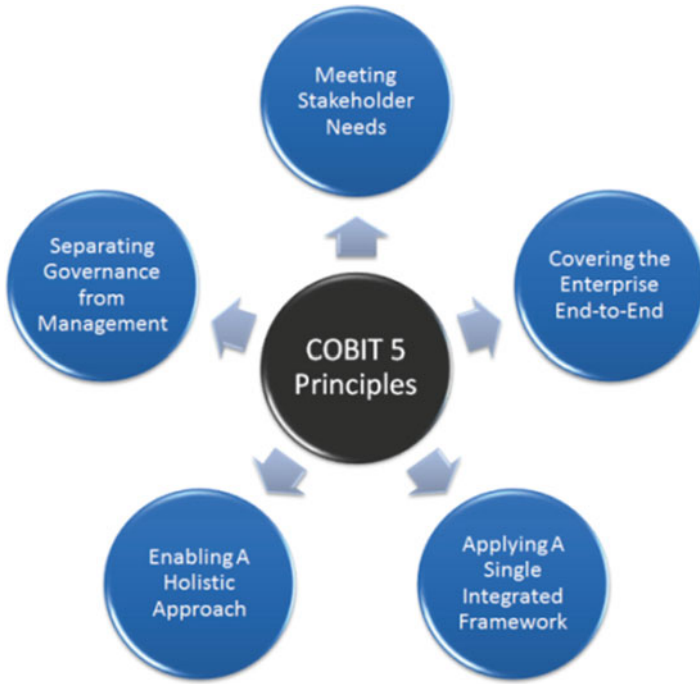 Meeting
Stakeholder
Needs
Separating
Governance
from
Management
Covering the
Enterprise
End-to-End
COBIT 5
Principles
Enabling A
Holistic
Approach
Applying A
Single
Integrated
Framework